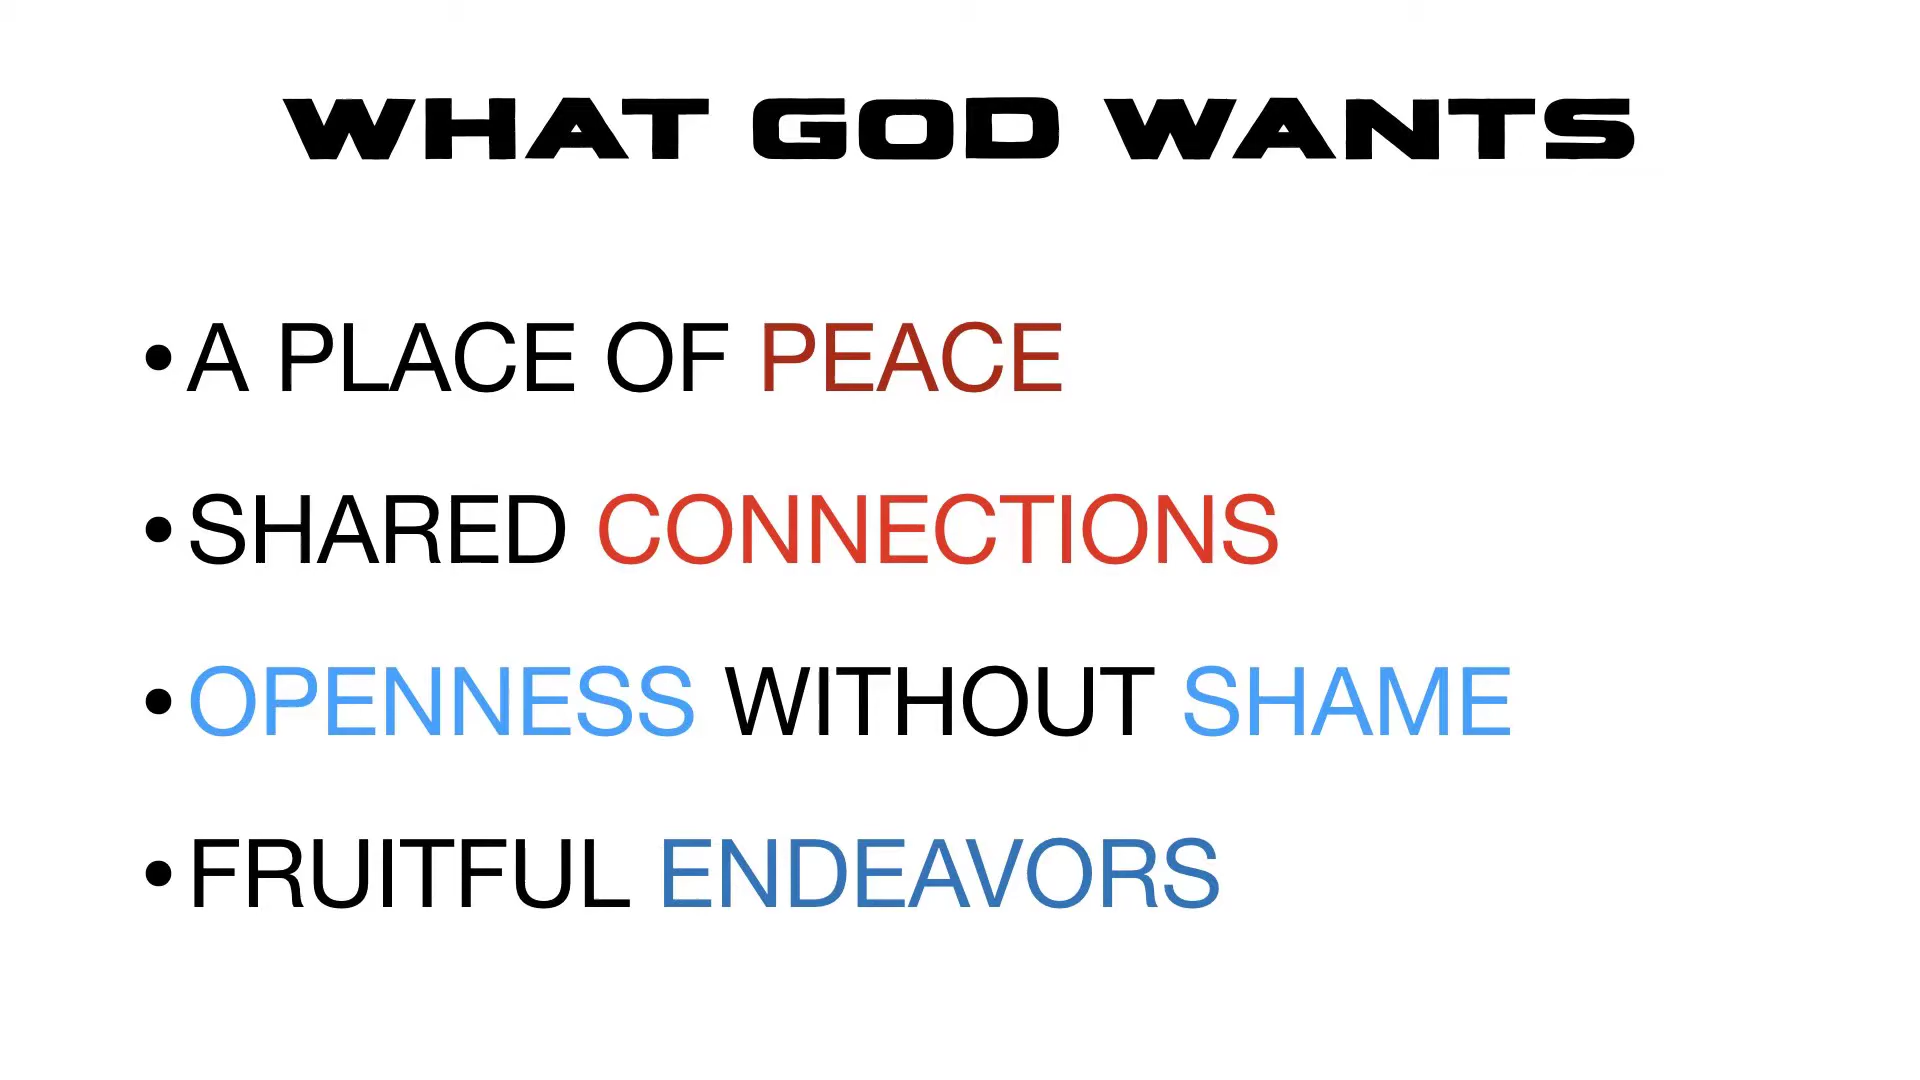 WHAT GOD WANTS
• A PLACE OF PEACE
• SHARED CONNECTIONS
• OPENNESS WITHOUT SHAME
• FRUITFUL ENDEAVORS